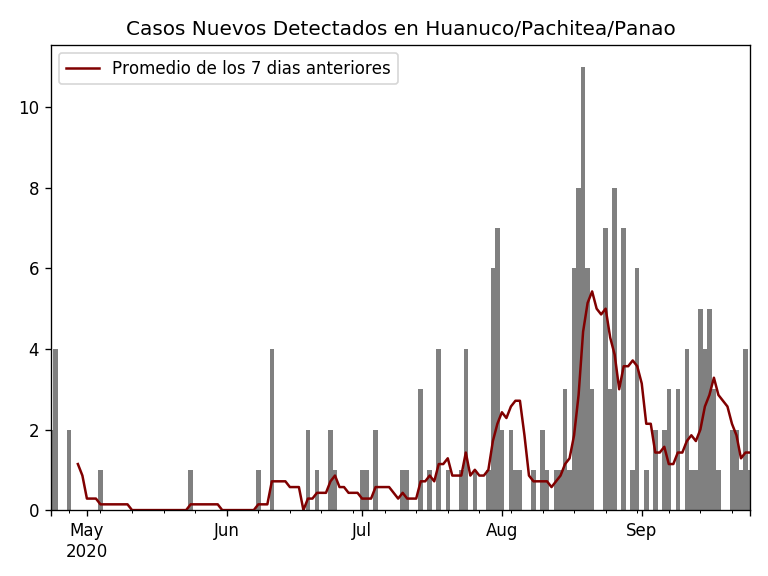 Casos Nuevos Detectados en Huanuco/Pachitea/Panao
Promedio de los 7 dias anteriores
10
8
6
4
2
0
May Jun Jul Aug Sep
2020